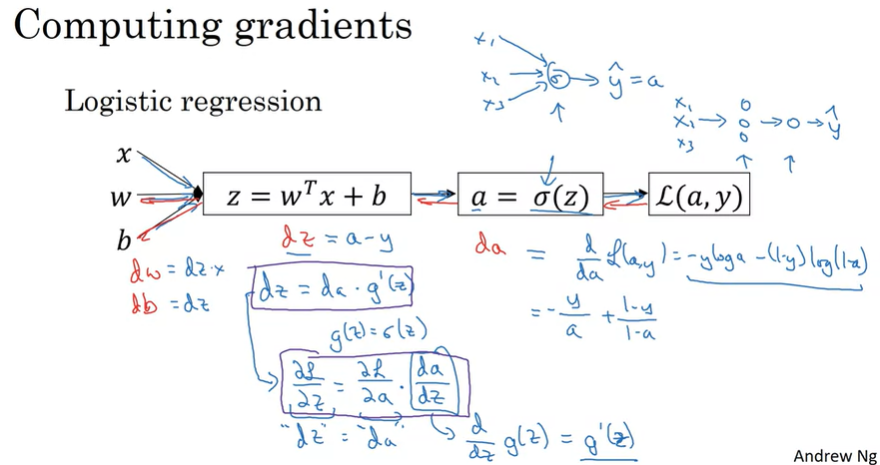 Computing gradients
Logistic regression
x₁
x₂
x₃
σ
ŷ = a
x₁
x₂
x₃
ŷ
x
w
b
z = wᵀx + b
a = σ(z)
ℒ(a, y)
dz = a-y
dw = dz·x
db = dz
dz = da · g'(z)
g(z) = σ(z)
∂ℒ/∂z = ∂ℒ/∂a · da/dz
"dz" = "da"
d/dz g(z) = g'(z)
da = d/da ℒ(a,y) = -y log a - (1-y) log(1-a)
= - y/a + 1-y/1-a
Andrew Ng